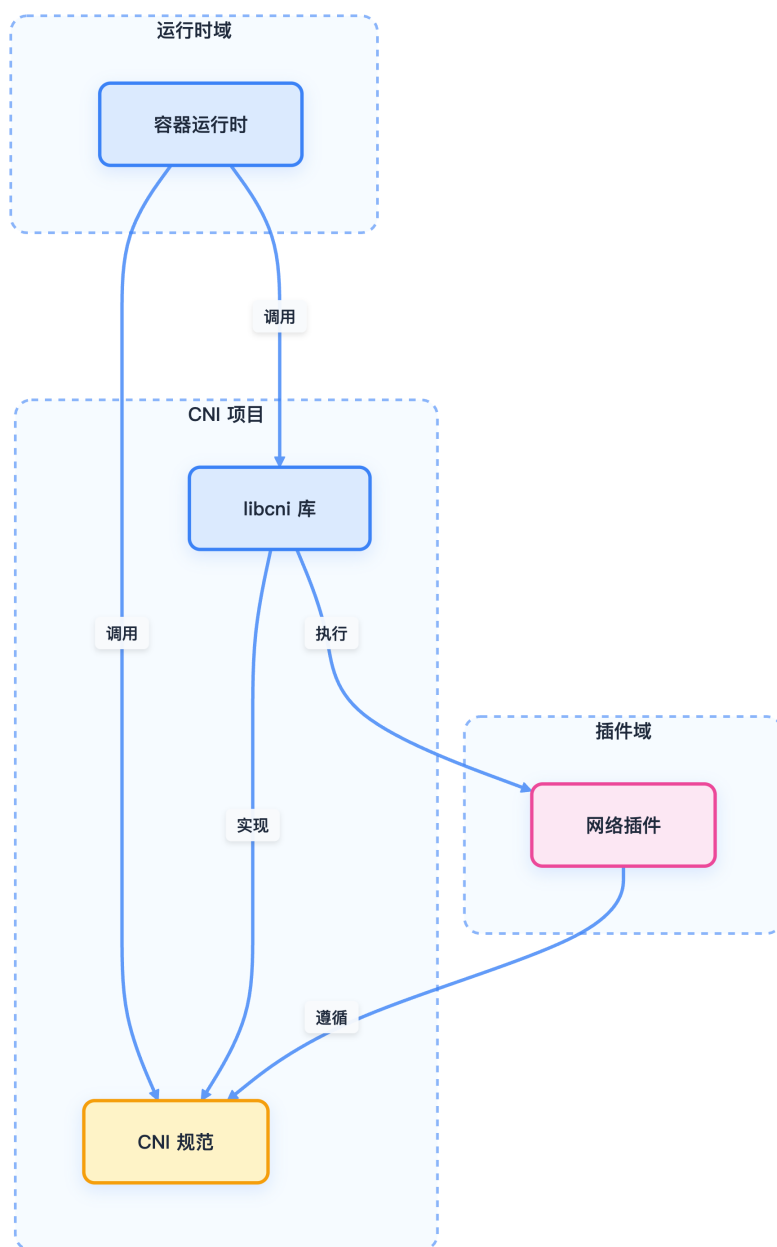 运行时域
容器运行时
调用
CNI 项目
libcni 库
调用
执行
插件域
网络插件
实现
遵循
CNI 规范